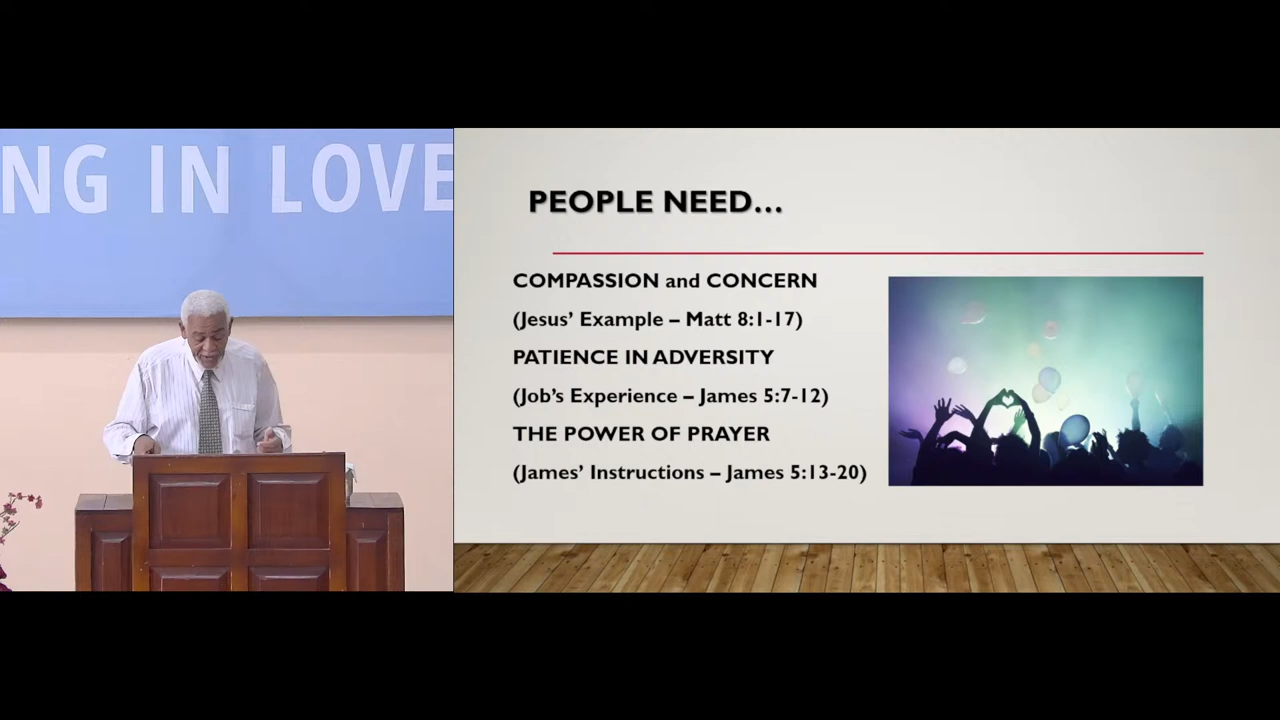 NG IN LOVE
PEOPLE NEED…
COMPASSION and CONCERN
(Jesus’ Example – Matt 8:1-17)
PATIENCE IN ADVERSITY
(Job’s Experience – James 5:7-12)
THE POWER OF PRAYER
(James’ Instructions – James 5:13-20)